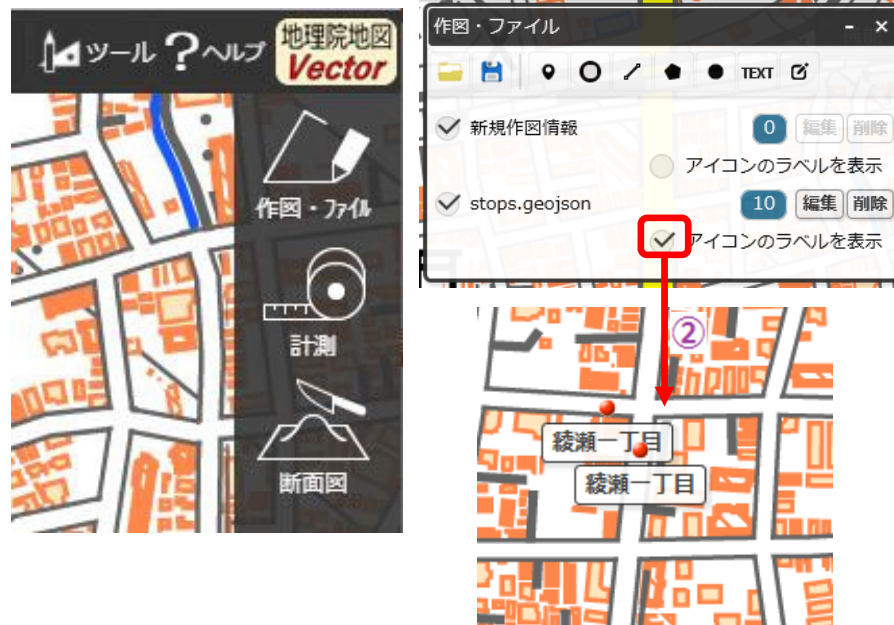 ツール ?ヘルプ 地理院地図
Vector
作図・ファイル
計測
断面図
作図・ファイル
TEXT
新規作図情報 0 編集 削除
アイコンのラベルを表示
stops.geojson 10 編集 削除
アイコンのラベルを表示
②
綾瀬一丁目
綾瀬一丁目